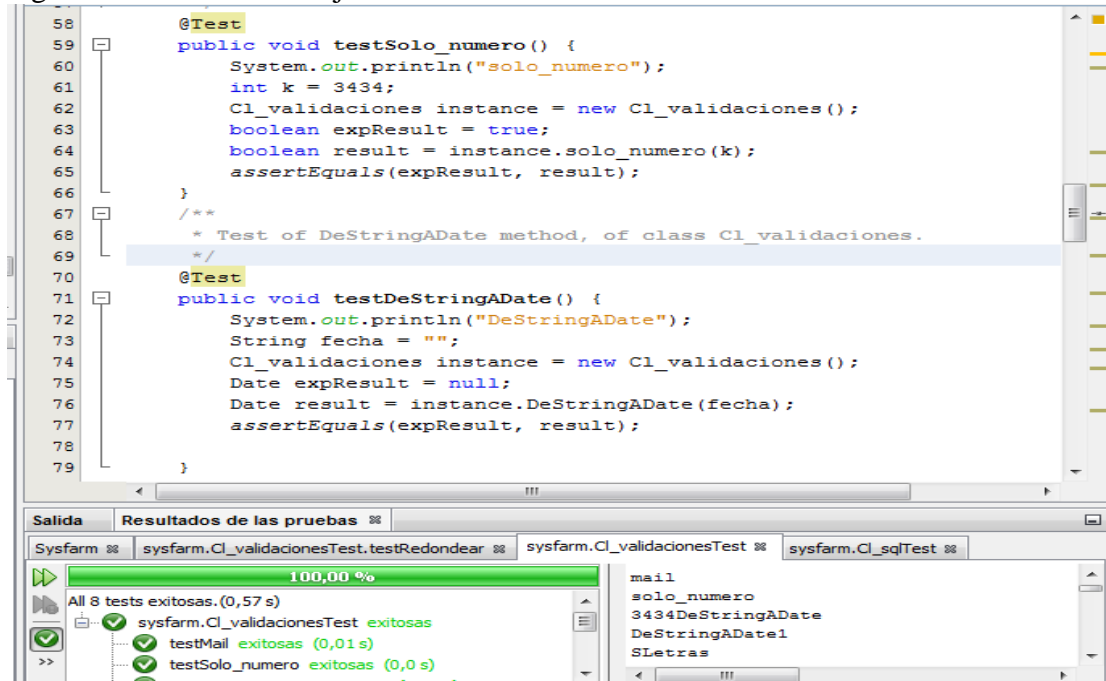 58 @Test
59 public void testSolo_numero() {
60 System.out.println("solo_numero");
61 int k = 3434;
62 Cl_validaciones instance = new Cl_validaciones();
63 boolean expResult = true;
64 boolean result = instance.solo_numero(k);
65 assertEquals(expResult, result);
66 }
67 /**
68 * Test of DeStringADate method, of class Cl_validaciones.
69 */
70 @Test
71 public void testDeStringADate() {
72 System.out.println("DeStringADate");
73 String fecha = "";
74 Cl_validaciones instance = new Cl_validaciones();
75 Date expResult = null;
76 Date result = instance.DeStringADate(fecha);
77 assertEquals(expResult, result);
78
79 }
Salida Resultados de las pruebas
Sysfarm sysfarm.Cl_validacionesTest.testRedondear sysfarm.Cl_validacionesTest sysfarm.Cl_sqlTest
100,00 %
All 8 tests exitosas.(0,57 s)
sysfarm.Cl_validacionesTest exitosas
testMail exitosas (0,01 s)
testSolo_numero exitosas (0,0 s)
>>
mail
solo_numero
3434DeStringADate
DeStringADate1
SLetras